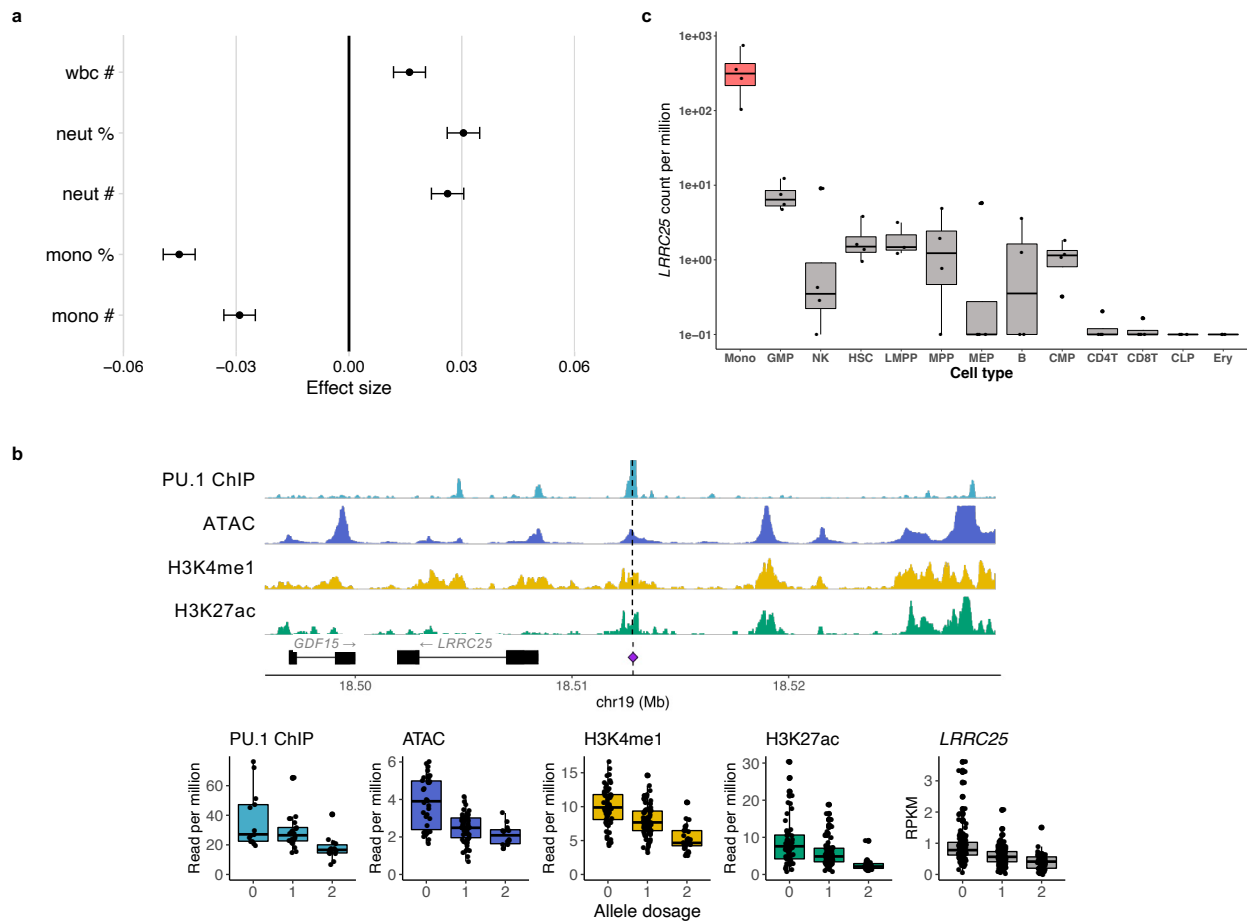 a
wbc #
neut %
neut #
mono %
mono #
−0.06 −0.03 0.00 0.03 0.06
Effect size
c
LRRC25 count per million
1e+03
1e+02
1e+01
1e+00
1e−01
Mono GMP NK HSC LMPP MPP MEP B CMP CD4T CD8T CLP Ery
Cell type
b
PU.1 ChIP
ATAC
H3K4me1
H3K27ac
GDF15 → ← LRRC25
18.50 18.51 18.52
chr19 (Mb)
PU.1 ChIP
Read per million
60
40
20
0
0 1 2
ATAC
Read per million
6
4
2
0
0 1 2
H3K4me1
Read per million
15
10
5
0
0 1 2
H3K27ac
Read per million
30
20
10
0
0 1 2
LRRC25
RPKM
3
2
1
0
0 1 2
Allele dosage